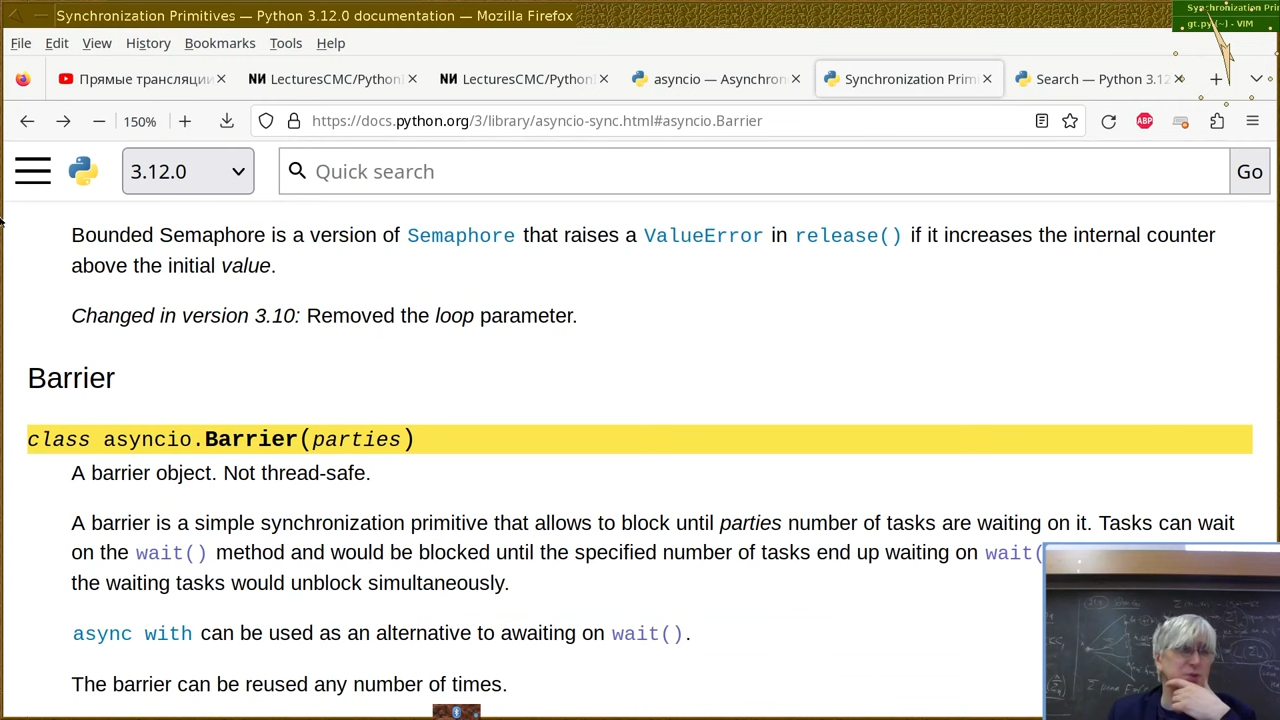 Synchronization Primitives — Python 3.12.0 documentation — Mozilla Firefox
Synchronization Pri
gt.py (~) - VIM
File Edit View History Bookmarks Tools Help
Прямые трансляции
LecturesCMC/Python
LecturesCMC/Python
asyncio — Asynchron
Synchronization Prim
Search — Python 3.12
150%
https://docs.python.org/3/library/asyncio-sync.html#asyncio.Barrier
ABP
3.12.0
Quick search
Go
Bounded Semaphore is a version of Semaphore that raises a ValueError in release() if it increases the internal counter
above the initial value.
Changed in version 3.10: Removed the loop parameter.
Barrier
class asyncio.Barrier(parties)
A barrier object. Not thread-safe.
A barrier is a simple synchronization primitive that allows to block until parties number of tasks are waiting on it. Tasks can wait
on the wait() method and would be blocked until the specified number of tasks end up waiting on wait(
the waiting tasks would unblock simultaneously.
async with can be used as an alternative to awaiting on wait().
The barrier can be reused any number of times.